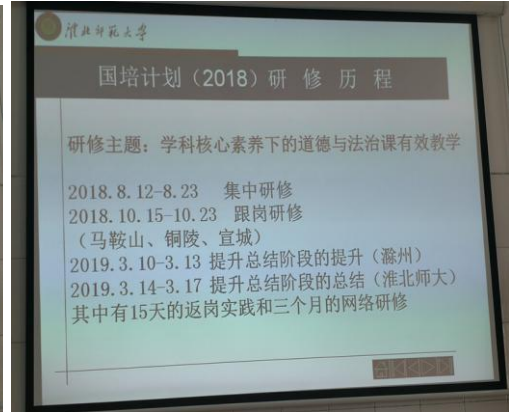 淮北师范大学
国培计划（2018）研 修 历 程
研修主题：学科核心素养下的道德与法治课有效教学
2018.8.12-8.23 集中研修
2018.10.15-10.23 跟岗研修
（马鞍山、铜陵、宣城）
2019.3.10-3.13 提升总结阶段的提升（滁州）
2019.3.14-3.17 提升总结阶段的总结（淮北师大）
其中有15天的返岗实践和三个月的网络研修